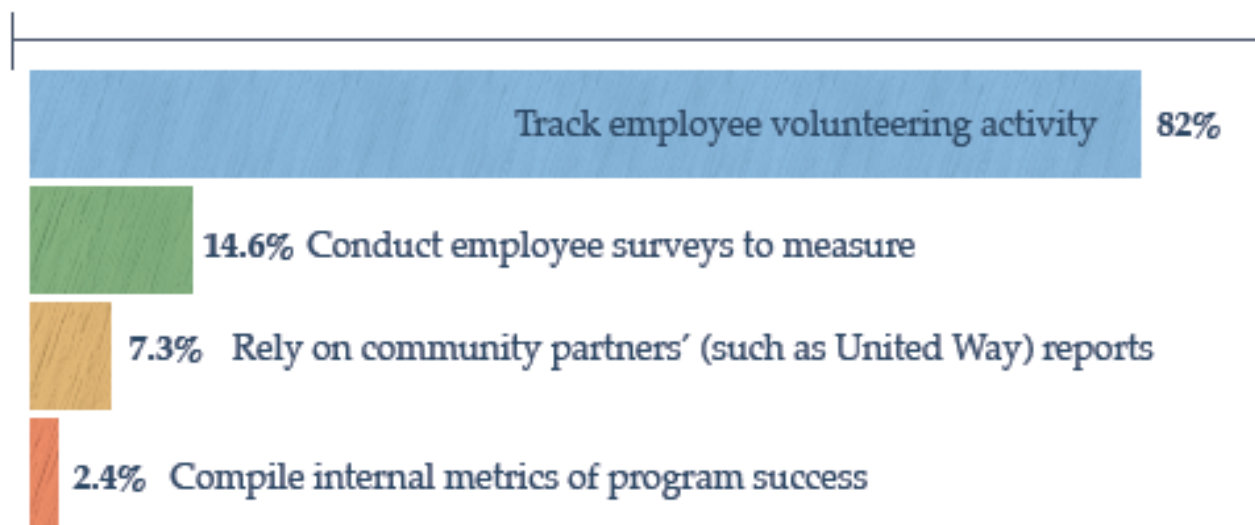 Track employee volunteering activity 82%
14.6% Conduct employee surveys to measure
7.3% Rely on community partners’ (such as United Way) reports
2.4% Compile internal metrics of program success